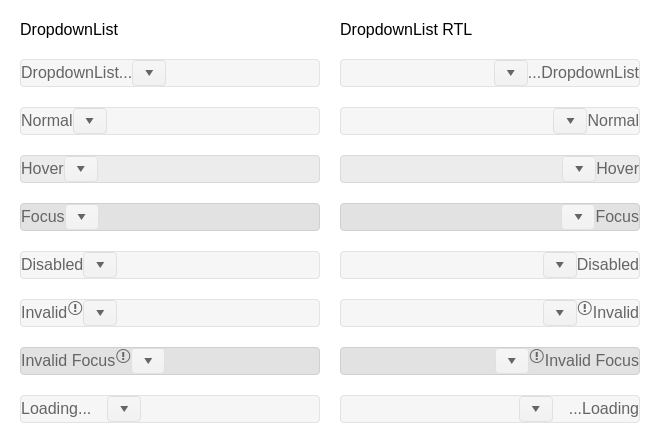 DropdownList
DropdownList RTL
DropdownList...
...DropdownList
Normal
Normal
Hover
Hover
Focus
Focus
Disabled
Disabled
Invalid
Invalid
Invalid Focus
Invalid Focus
Loading...
...Loading